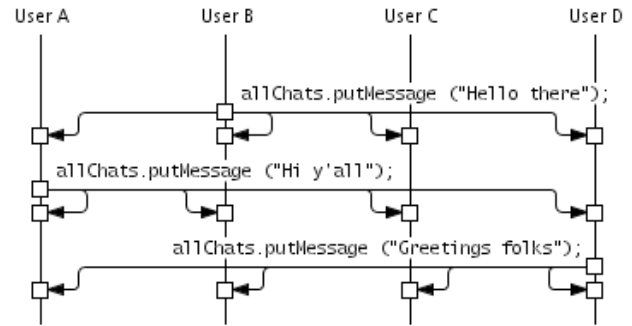 User A User B User C User D
allChats.putMessage ("Hello there");
allChats.putMessage ("Hi y'all");
allChats.putMessage ("Greetings folks");